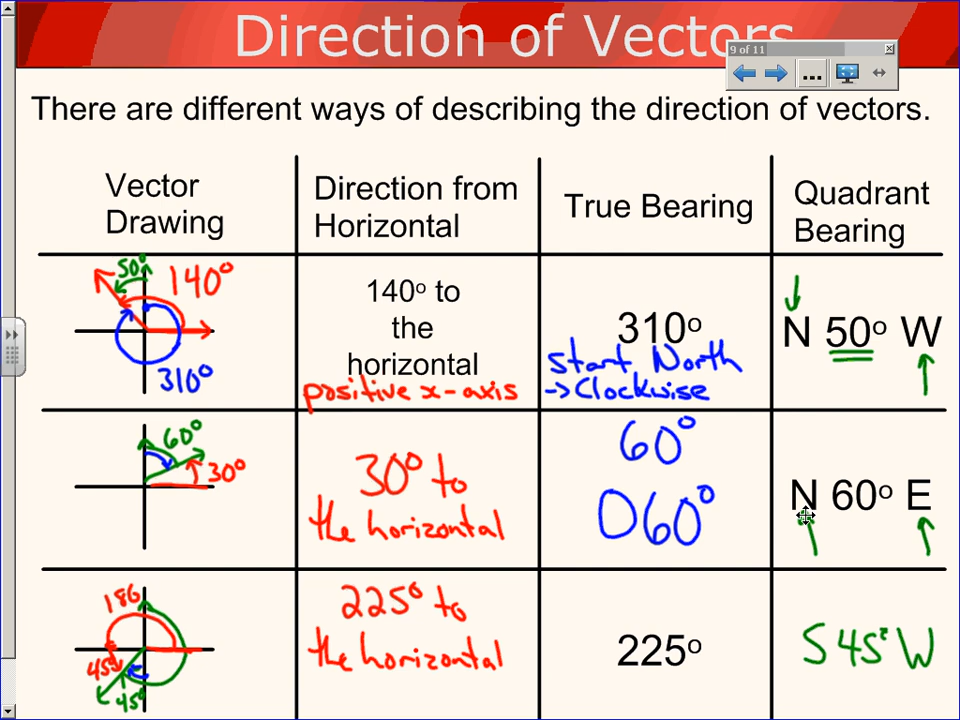 Direction of Vectors
9 of 11
...
There are different ways of describing the direction of vectors.
Vector
Drawing
Direction from
Horizontal
True Bearing
Quadrant
Bearing
50°
140°
310°
140° to
the
horizontal
positive x-axis
310°
start North
→ Clockwise
N 50° W
60°
30°
30° to
the horizontal
60°
060°
N 60° E
180
45°
45°
225° to
the horizontal
225°
S 45° W